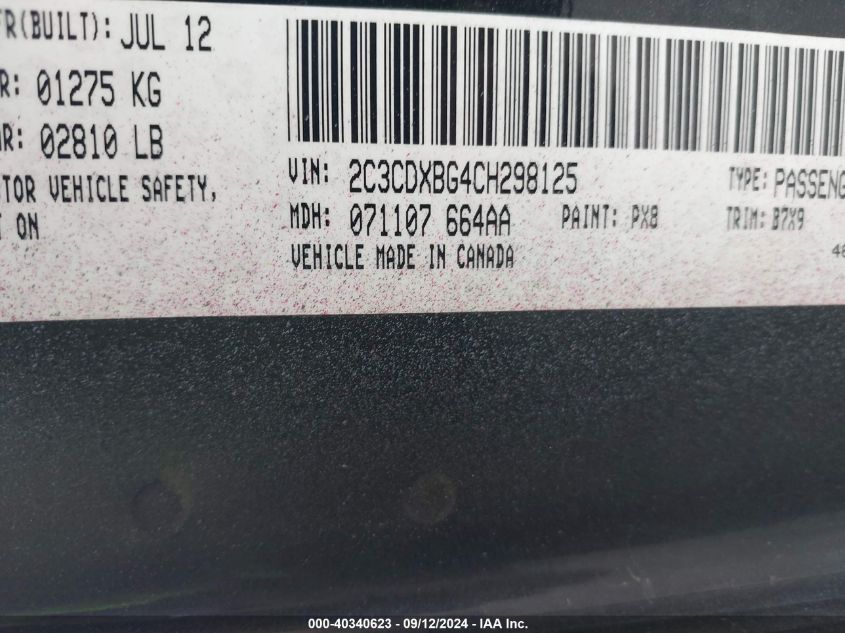 FR(BUILT): JUL 12
R: 01275 KG
R: 02810 LB
TOR VEHICLE SAFETY,
T ON
VIN: 2C3CDXBG4CH298125
TYPE: PASSENG
MDH: 071107 664AA
PAINT: PX8
TRIM: B7X9
VEHICLE MADE IN CANADA
48
000-40340623 - 09/12/2024 - IAA Inc.